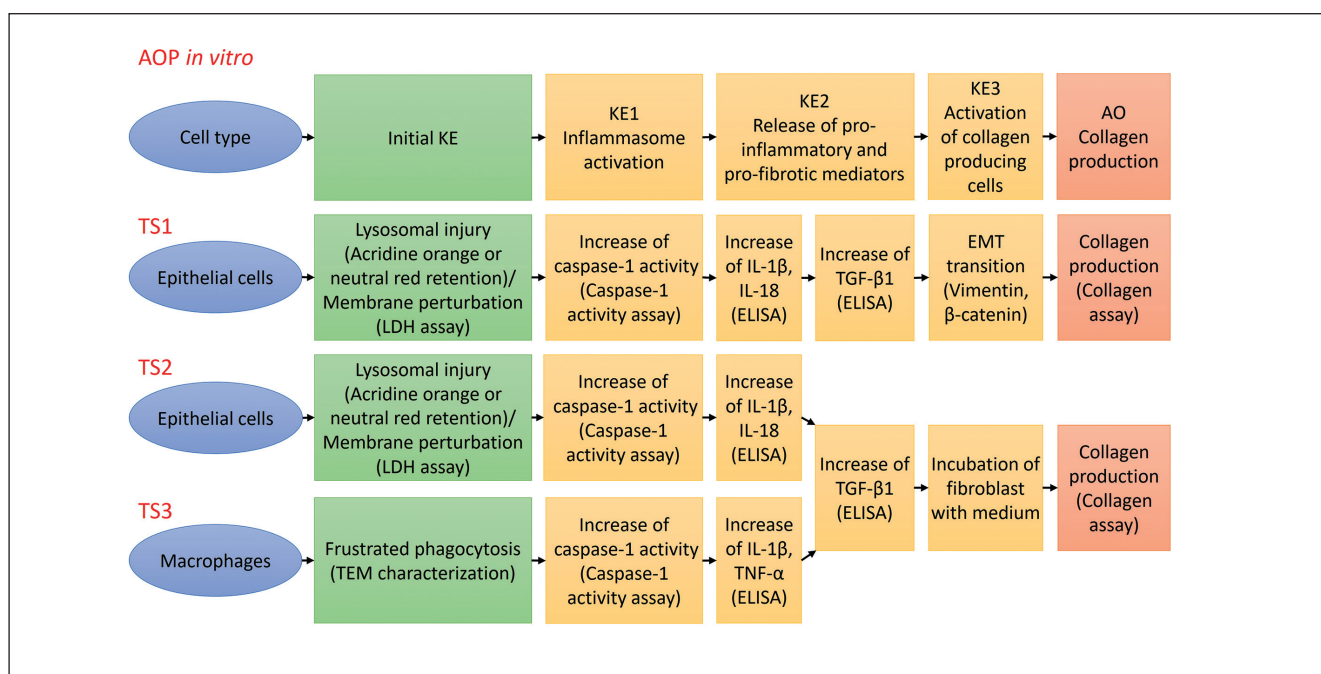 AOP in vitro
Cell type
Initial KE
KE1
Inflammasome
activation
KE2
Release of pro-
inflammatory and
pro-fibrotic mediators
KE3
Activation
of collagen
producing
cells
AO
Collagen
production
TS1
Epithelial cells
Lysosomal injury
(Acridine orange or
neutral red retention)/
Membrane perturbation
(LDH assay)
Increase of
caspase-1 activity
(Caspase-1
activity assay)
Increase
of IL-1β,
IL-18
(ELISA)
Increase of
TGF-β1
(ELISA)
EMT
transition
(Vimentin,
β-catenin)
Collagen
production
(Collagen
assay)
TS2
Epithelial cells
Lysosomal injury
(Acridine orange or
neutral red retention)/
Membrane perturbation
(LDH assay)
Increase of
caspase-1 activity
(Caspase-1
activity assay)
Increase
of IL-1β,
IL-18
(ELISA)
Increase of
TGF-β1
(ELISA)
Incubation of
fibroblast
with medium
Collagen
production
(Collagen
assay)
TS3
Macrophages
Frustrated phagocytosis
(TEM characterization)
Increase of
caspase-1 activity
(Caspase-1
activity assay)
Increase
of IL-1β,
TNF-α
(ELISA)